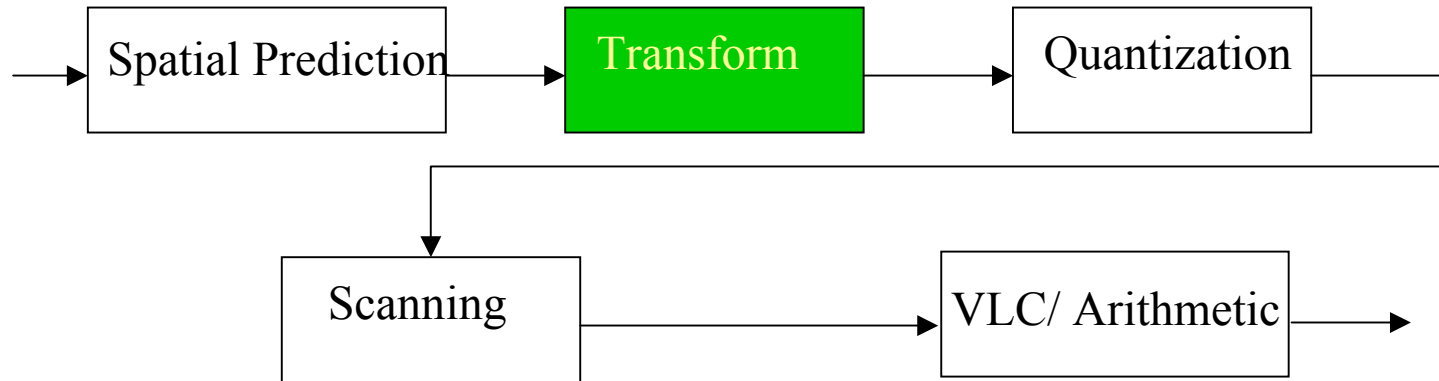 Spatial Prediction
Transform
Quantization
Scanning
VLC/ Arithmetic